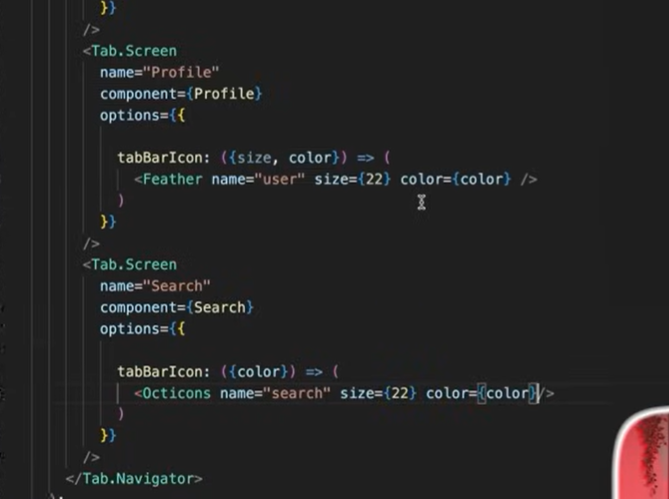 }}
/>
<Tab.Screen
name="Profile"
component={Profile}
options={{
tabBarIcon: ({size, color}) => (
<Feather name="user" size={22} color={color} />
)
}}
/>
<Tab.Screen
name="Search"
component={Search}
options={{
tabBarIcon: ({color}) => (
<Octicons name="search" size={22} color={color}/>
)
}}
/>
</Tab.Navigator>